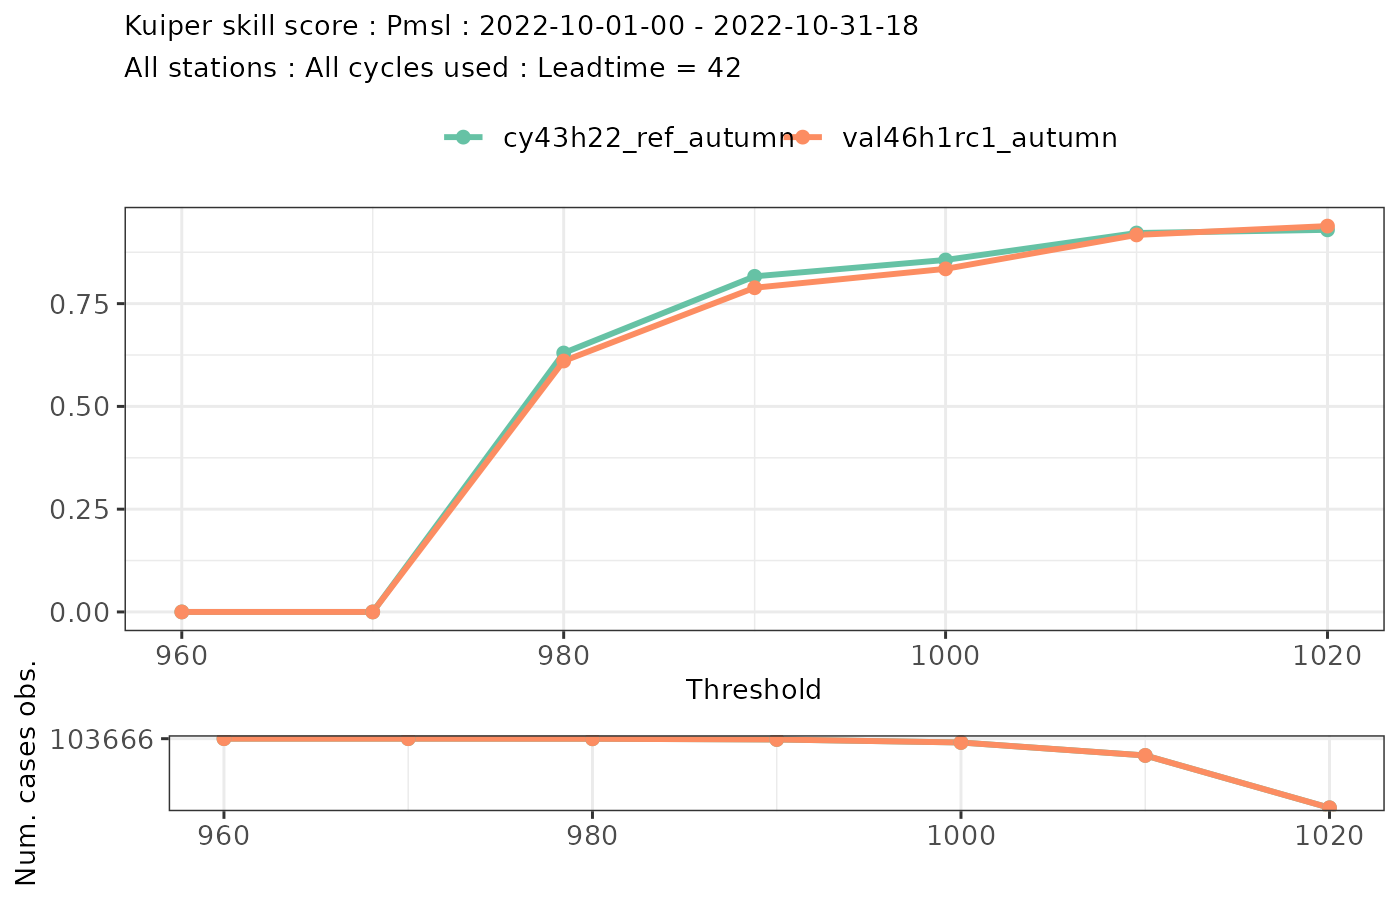 Kuiper skill score : Pmsl : 2022-10-01-00 - 2022-10-31-18
All stations : All cycles used : Leadtime = 42
cy43h22_ref_autumn val46h1rc1_autumn
0.75
0.50
0.25
0.00
960 980 1000 1020
Threshold
Num. cases obs.
103666
960 980 1000 1020